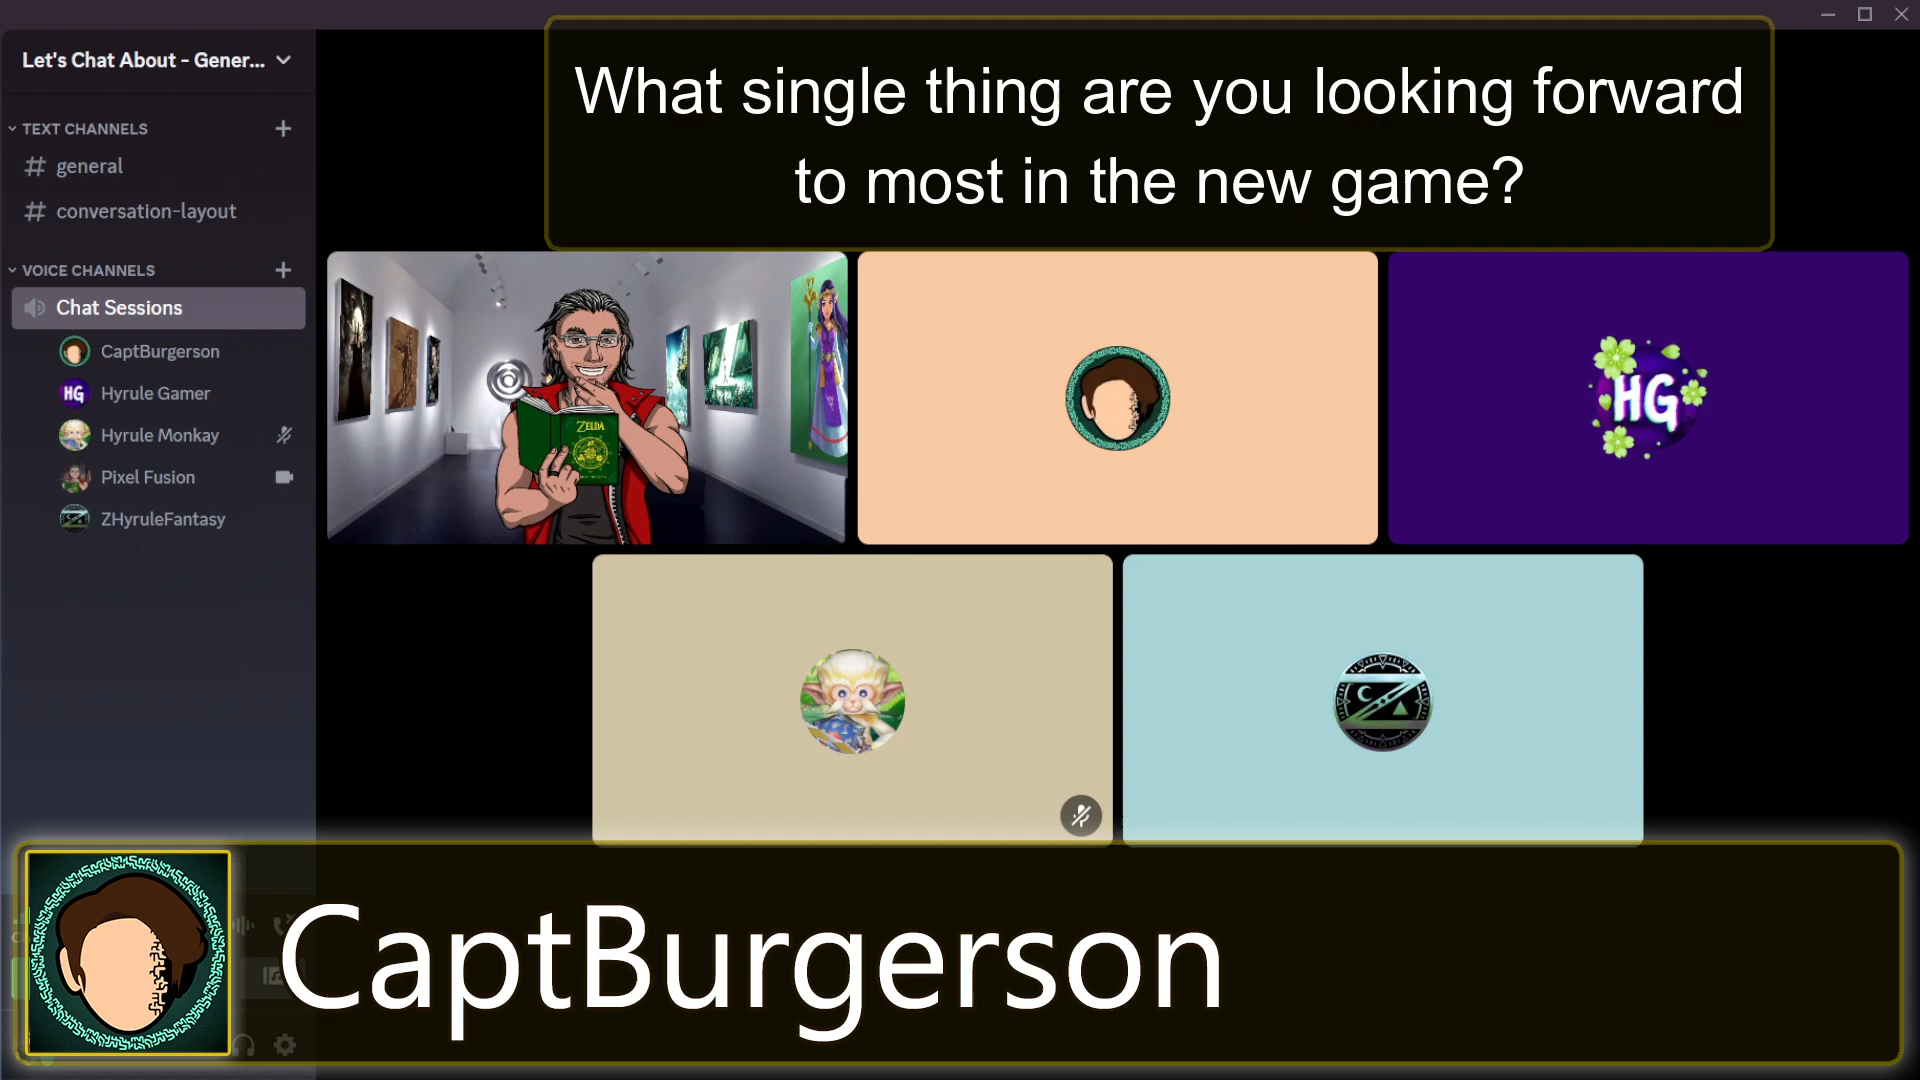 Let's Chat About - Gener...
What single thing are you looking forward
to most in the new game?
TEXT CHANNELS
general
conversation-layout
VOICE CHANNELS
Chat Sessions
CaptBurgerson
HG Hyrule Gamer
Hyrule Monkay
Pixel Fusion
ZHyruleFantasy
ZELDA
HG
CaptBurgerson